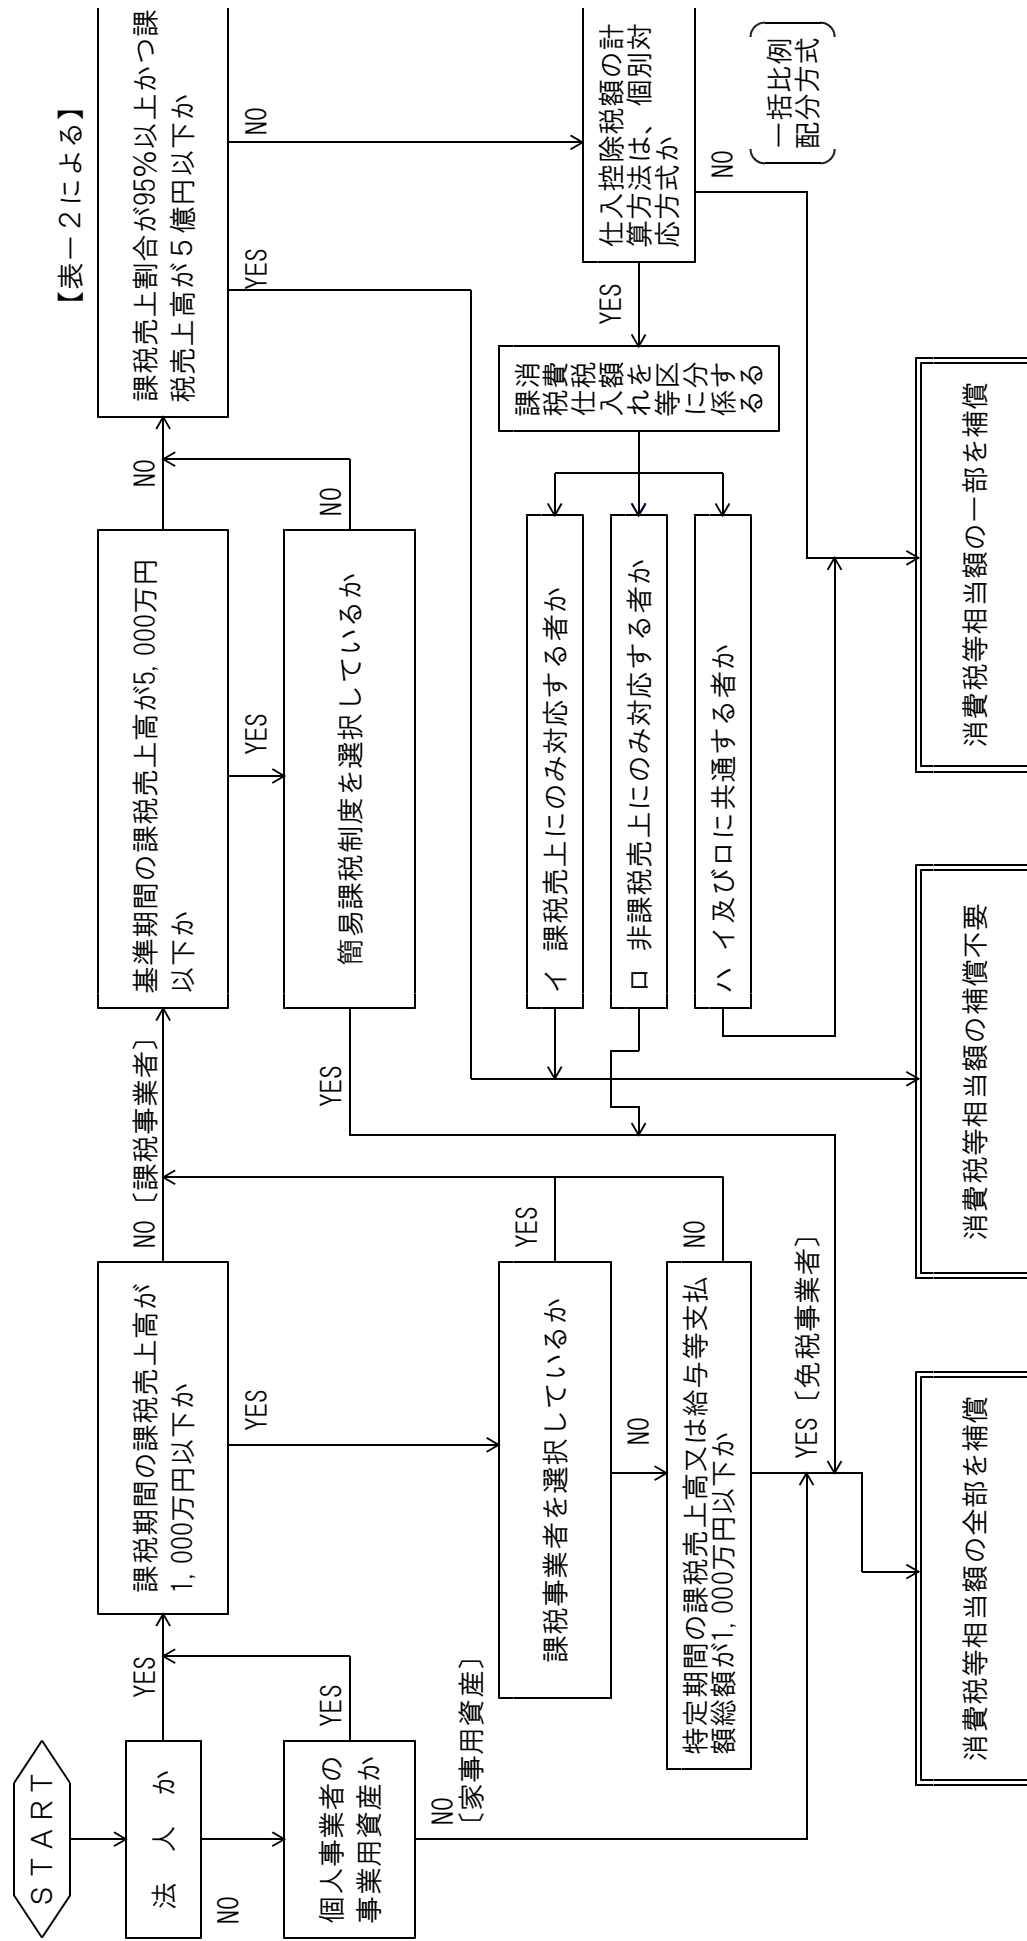 【表－２による】
ＳＴＡＲＴ
法　人　か
YES
NO
個人事業者の
事業用資産か
YES
NO
〔家事用資産〕
課税期間の課税売上高が
1,000万円以下か
NO〔課税事業者〕
YES
課税事業者を選択しているか
YES
NO
特定期間の課税売上高又は給与等支払
額総額が1,000万円以下か
NO
YES〔免税事業者〕
基準期間の課税売上高が5,000万円
以下か
NO
YES
簡易課税制度を選択しているか
NO
YES
課税売上割合が95%以上かつ課
税売上高が５億円以下か
NO
YES
仕入控除税額の計
算方法は、個別対
応方式か
YES
NO
一括比例
配分方式
課税仕入れ等に係る
消費税額を区分する
イ 課税売上にのみ対応する者か
ロ 非課税売上にのみ対応する者か
ハ イ及びロに共通する者か
消費税等相当額の全部を補償
消費税等相当額の補償不要
消費税等相当額の一部を補償